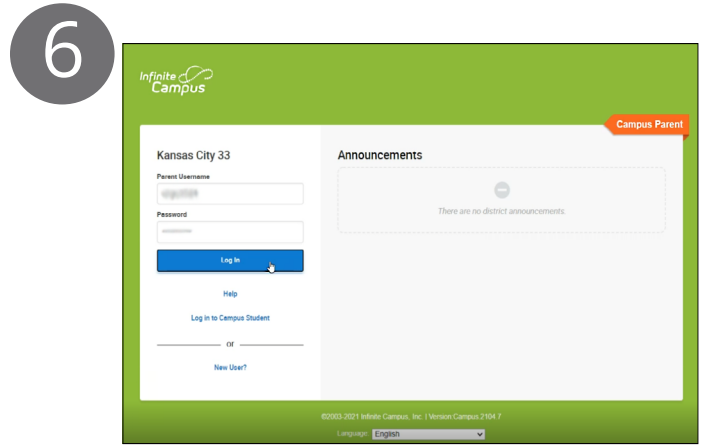 6
Infinite
Campus
Campus Parent
Kansas City 33
Parent Username
Password
Log In
Help
Log in to Campus Student
or
New User?
Announcements
There are no district announcements.
©2003-2021 Infinite Campus, Inc. | Version:Campus.2104.7
Language: English